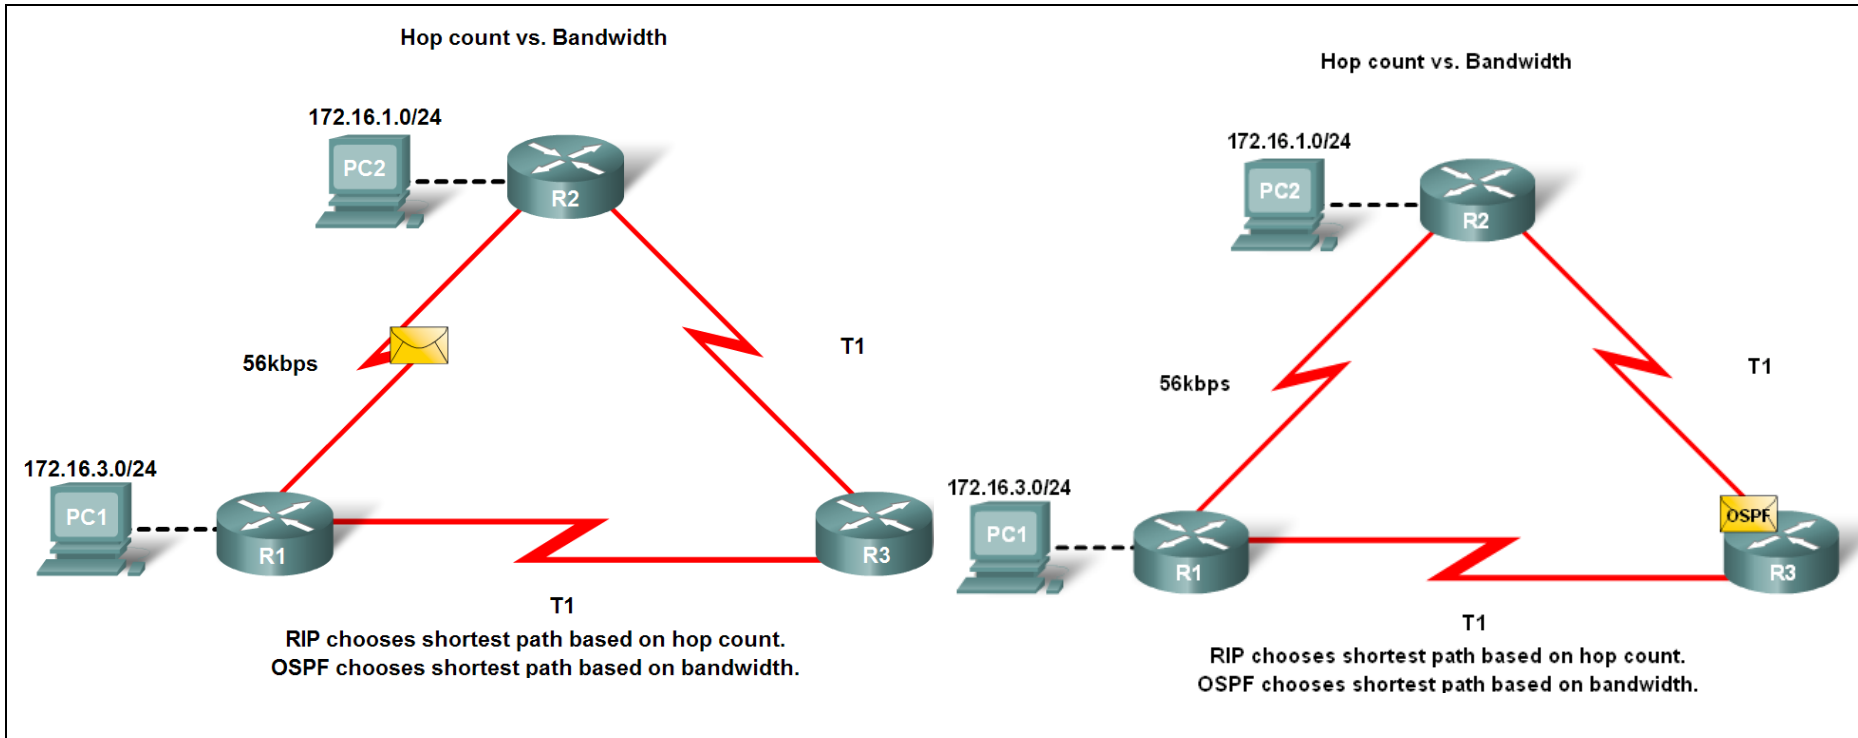 Hop count vs. Bandwidth
172.16.1.0/24
PC2
R2
56kbps
T1
172.16.3.0/24
PC1
R1
R3
T1
RIP chooses shortest path based on hop count.
OSPF chooses shortest path based on bandwidth.
Hop count vs. Bandwidth
172.16.1.0/24
PC2
R2
56kbps
T1
172.16.3.0/24
PC1
R1
OSPF
R3
T1
RIP chooses shortest path based on hop count.
OSPF chooses shortest path based on bandwidth.